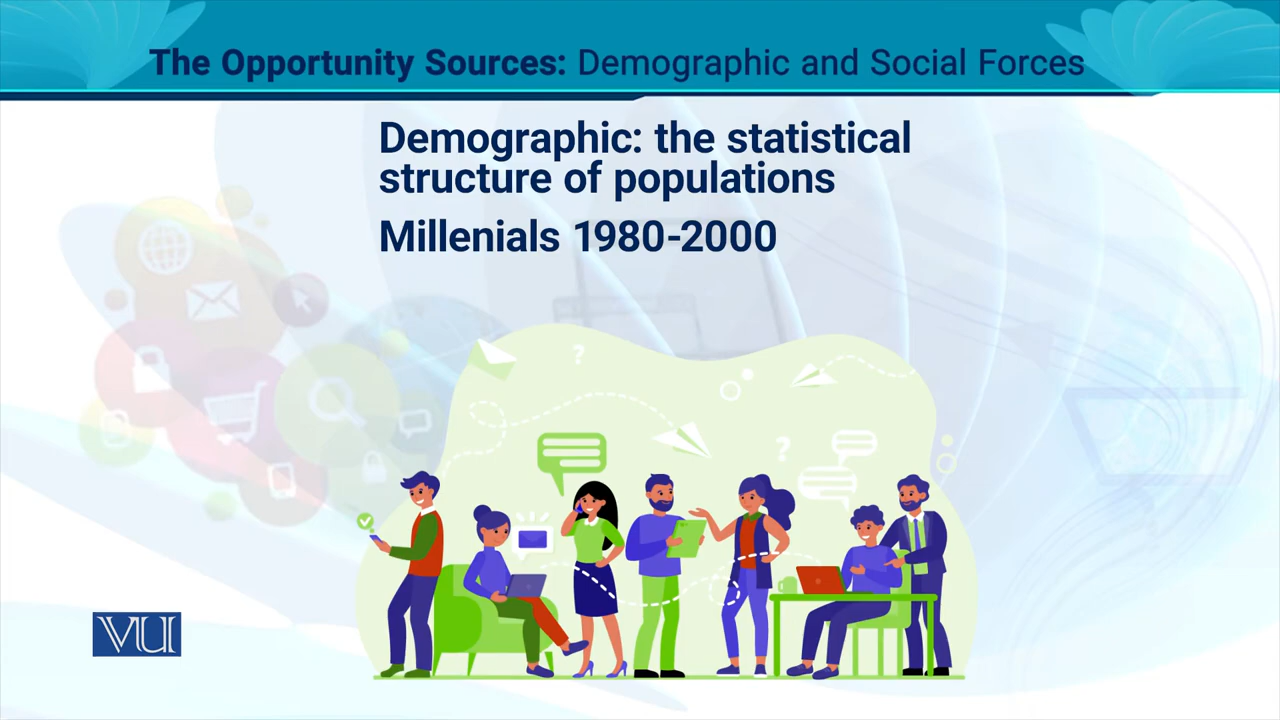 The Opportunity Sources: Demographic and Social Forces
Demographic: the statistical
structure of populations
Millenials 1980-2000
?
?
VU